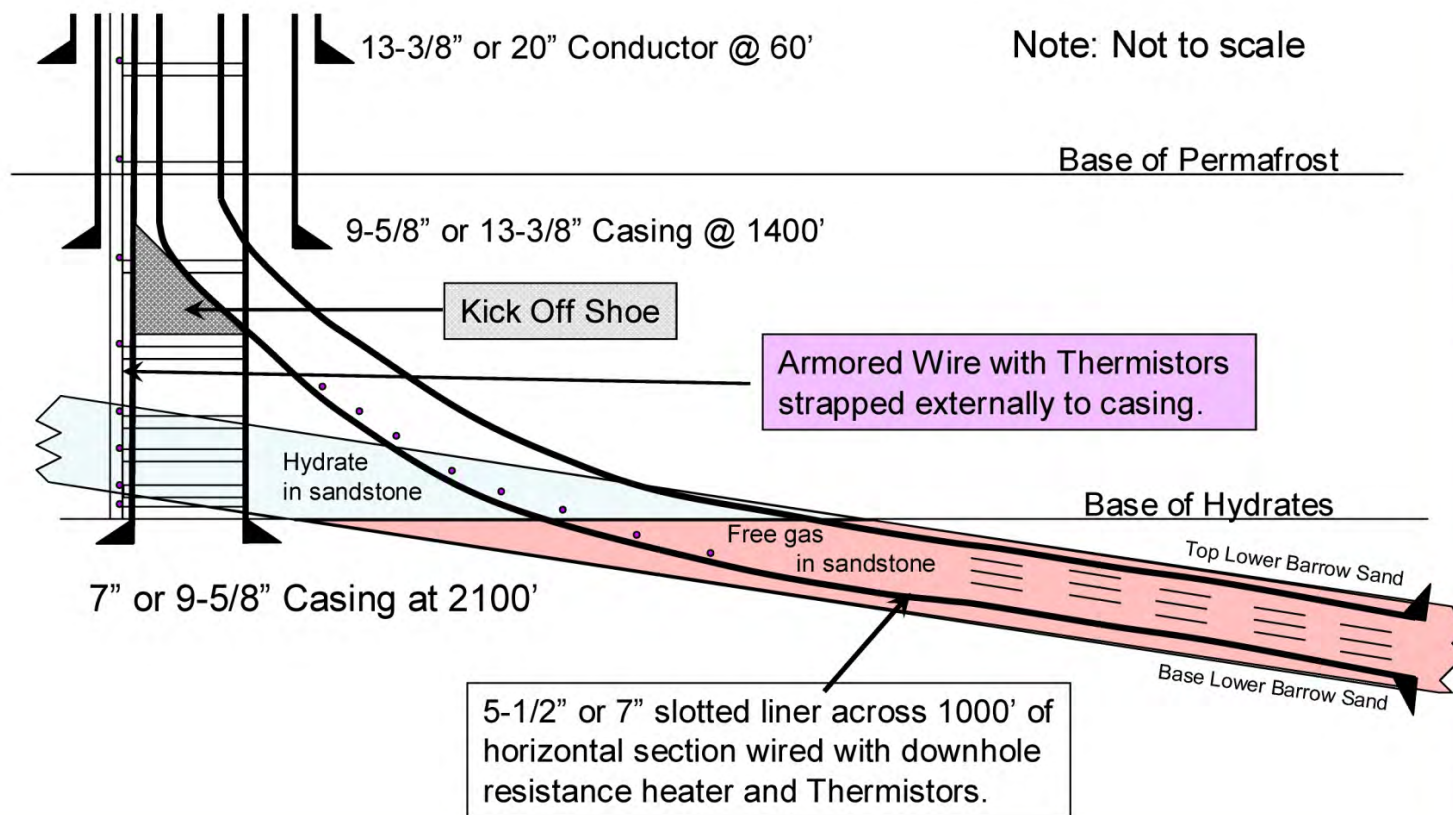 13-3/8” or 20” Conductor @ 60’
Note: Not to scale
Base of Permafrost
9-5/8” or 13-3/8” Casing @ 1400’
Kick Off Shoe
Armored Wire with Thermistors
strapped externally to casing.
Hydrate
in sandstone
Base of Hydrates
Free gas
in sandstone
Top Lower Barrow Sand
7” or 9-5/8” Casing at 2100’
Base Lower Barrow Sand
5-1/2” or 7” slotted liner across 1000’ of
horizontal section wired with downhole
resistance heater and Thermistors.